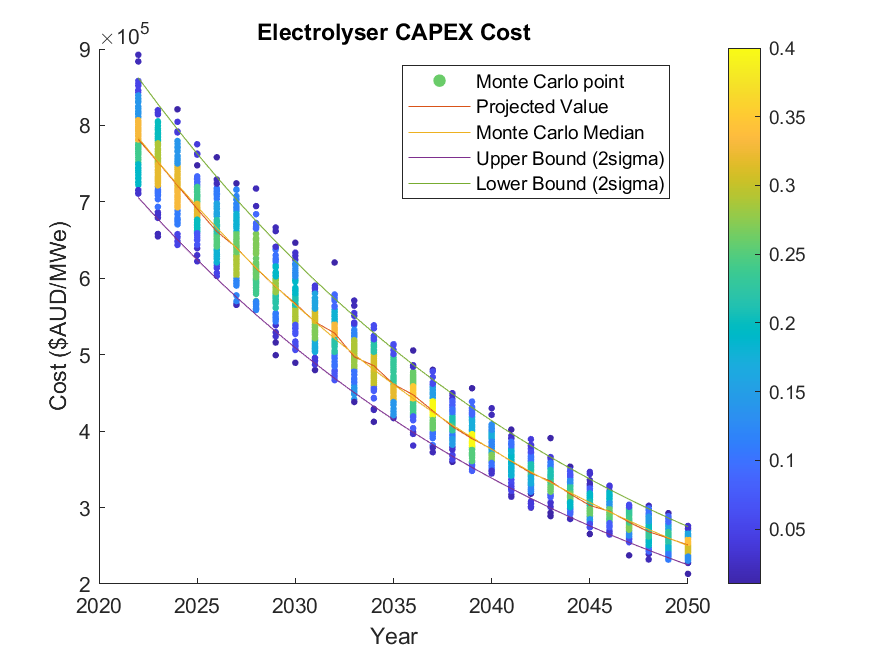 Electrolyser CAPEX Cost
×10⁵
9
8
7
6
5
4
3
2
Cost ($AUD/MWe)
2020 2025 2030 2035 2040 2045 2050
Year
Monte Carlo point
Projected Value
Monte Carlo Median
Upper Bound (2sigma)
Lower Bound (2sigma)
0.4
0.35
0.3
0.25
0.2
0.15
0.1
0.05